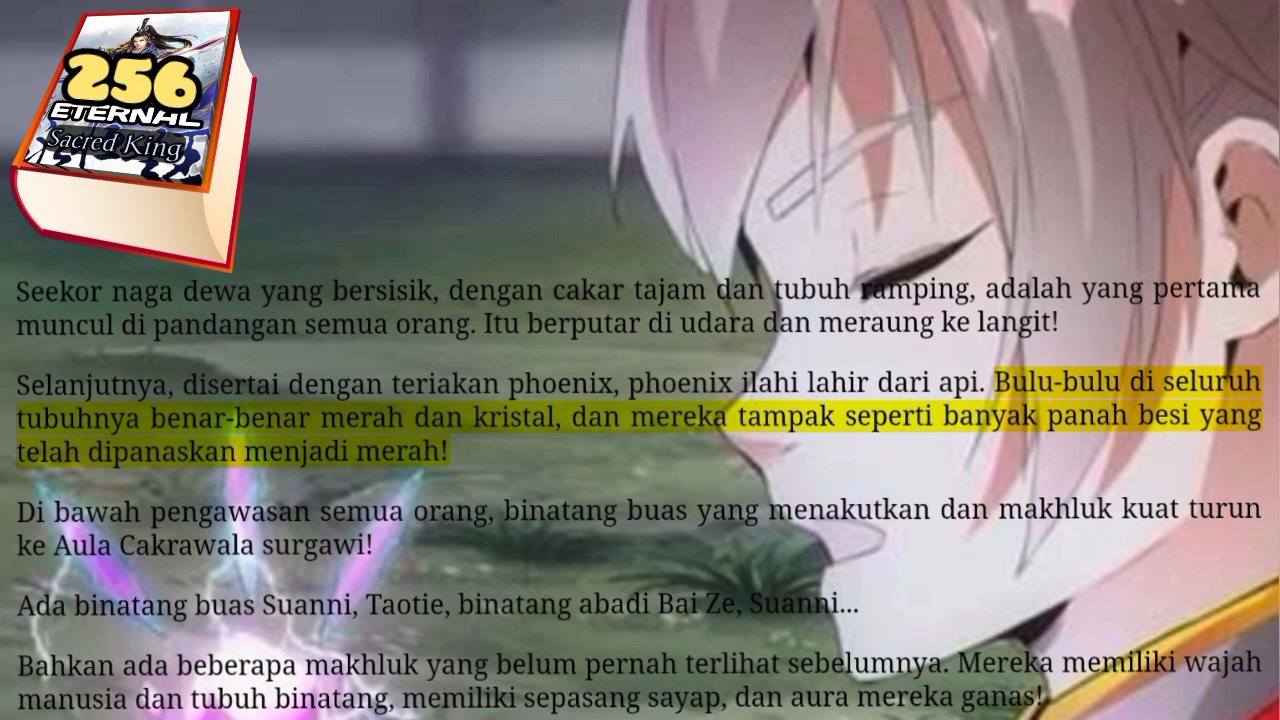 256
ETERNAL
Sacred King
Seekor naga dewa yang bersisik, dengan cakar tajam dan tubuh ramping, adalah yang pertama
muncul di pandangan semua orang. Itu berputar di udara dan meraung ke langit!
Selanjutnya, disertai dengan teriakan phoenix, phoenix ilahi lahir dari api. Bulu-bulu di seluruh
tubuhnya benar-benar merah dan kristal, dan mereka tampak seperti banyak panah besi yang
telah dipanaskan menjadi merah!
Di bawah pengawasan semua orang, binatang buas yang menakutkan dan makhluk kuat turun
ke Aula Cakrawala surgawi!
Ada binatang buas Suanni, Taotie, binatang abadi Bai Ze, Suanni...
Bahkan ada beberapa makhluk yang belum pernah terlihat sebelumnya. Mereka memiliki wajah
manusia dan tubuh binatang, memiliki sepasang sayap, dan aura mereka ganas!